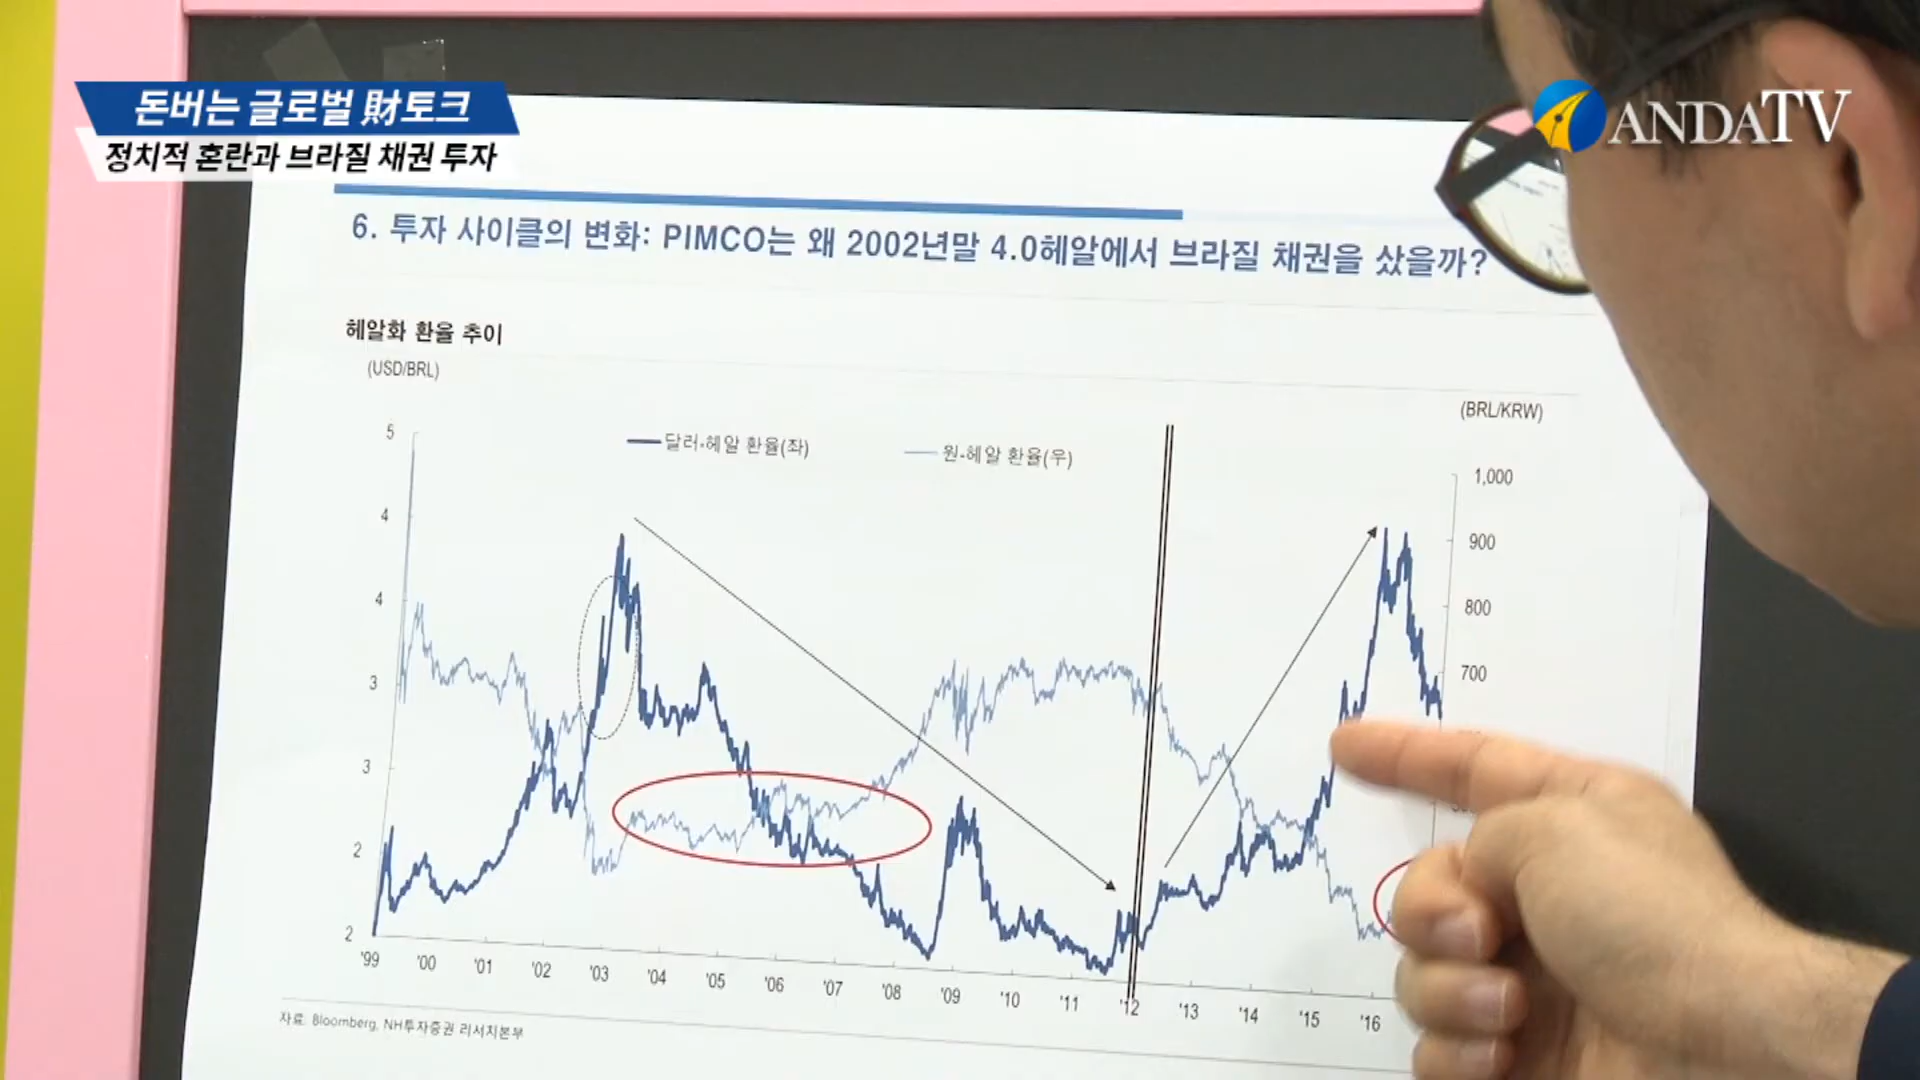 돈버는 글로벌 財토크
정치적 혼란과 브라질 채권 투자
ANDATV
6. 투자 사이클의 변화: PIMCO는 왜 2002년말 4.0헤알에서 브라질 채권을 샀을까?
헤알화 환율 추이
(USD/BRL)
(BRL/KRW)
달러-헤알 환율(좌)
원-헤알 환율(우)
5
4
4
3
3
2
2
1,000
900
800
700
'99 '00 '01 '02 '03 '04 '05 '06 '07 '08 '09 '10 '11 '12 '13 '14 '15 '16
자료: Bloomberg, NH투자증권 리서치본부